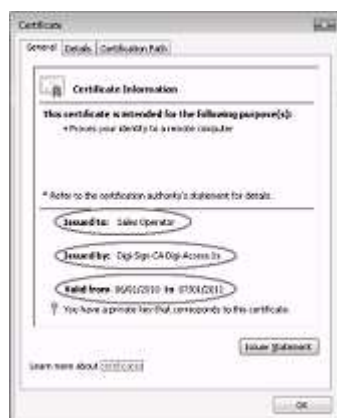 Certificate
General Details Certification Path
Certificate Information
This certificate is intended for the following purpose(s):
• Proves your identity to a remote computer
* Refer to the certification authority's statement for details.
Issued to: Sales Operator
Issued by: Digi-Sign CA Digi-Access
Valid from 06/01/2010 to 07/01/2011
You have a private key that corresponds to this certificate.
Issuer Statement
Learn more about certificates
OK